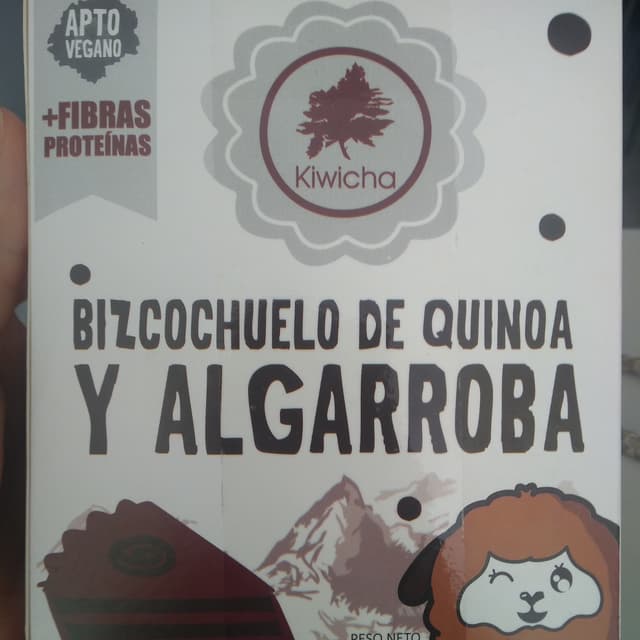 APTO
VEGANO
+FIBRAS
PROTEÍNAS
Kiwicha
BIZCOCHUELO DE QUINOA
Y ALGARROBA
PESO NETO